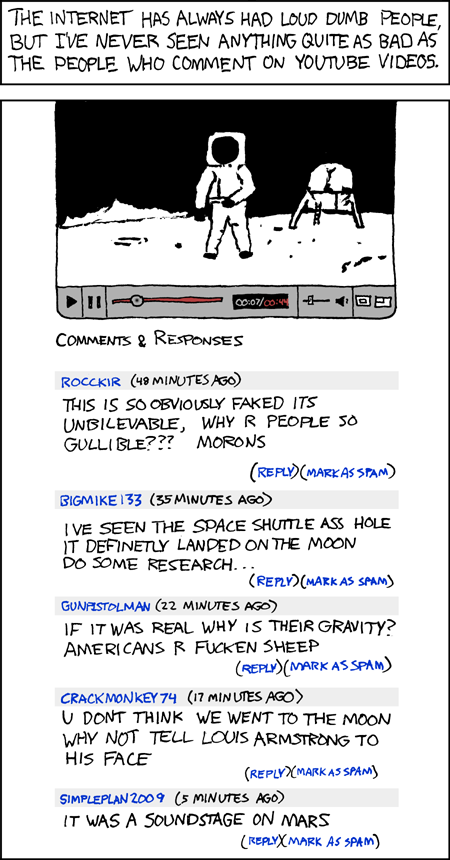 THE INTERNET HAS ALWAYS HAD LOUD DUMB PEOPLE,
BUT I'VE NEVER SEEN ANYTHING QUITE AS BAD AS
THE PEOPLE WHO COMMENT ON YOUTUBE VIDEOS.
00:07/00:44
COMMENTS & RESPONSES
ROCCKIR (48 MINUTES AGO)
THIS IS SO OBVIOUSLY FAKED ITS
UNBILEVABLE, WHY R PEOPLE SO
GULLIBLE??? MORONS
(REPLY)(MARK AS SPAM)
BIGMIKE133 (35 MINUTES AGO)
IVE SEEN THE SPACE SHUTTLE ASS HOLE
IT DEFINETLY LANDED ON THE MOON
DO SOME RESEARCH...
(REPLY)(MARK AS SPAM)
GUNPISTOLMAN (22 MINUTES AGO)
IF IT WAS REAL WHY IS THEIR GRAVITY?
AMERICANS R FUCKEN SHEEP
(REPLY)(MARK AS SPAM)
CRACKMONKEY74 (17 MINUTES AGO)
U DONT THINK WE WENT TO THE MOON
WHY NOT TELL LOUIS ARMSTRONG TO
HIS FACE
(REPLY)(MARK AS SPAM)
SIMPLEPLAN2009 (5 MINUTES AGO)
IT WAS A SOUNDSTAGE ON MARS
(REPLY)(MARK AS SPAM)